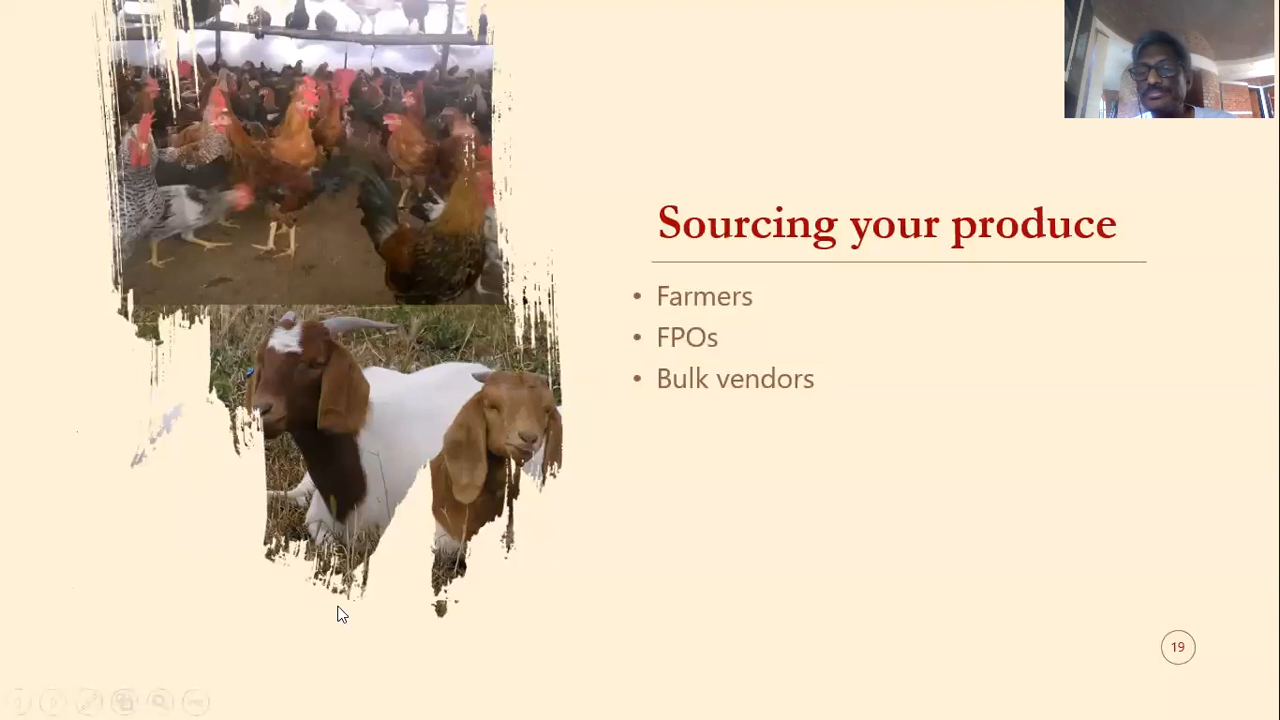 Sourcing your produce
• Farmers
• FPOs
• Bulk vendors
19